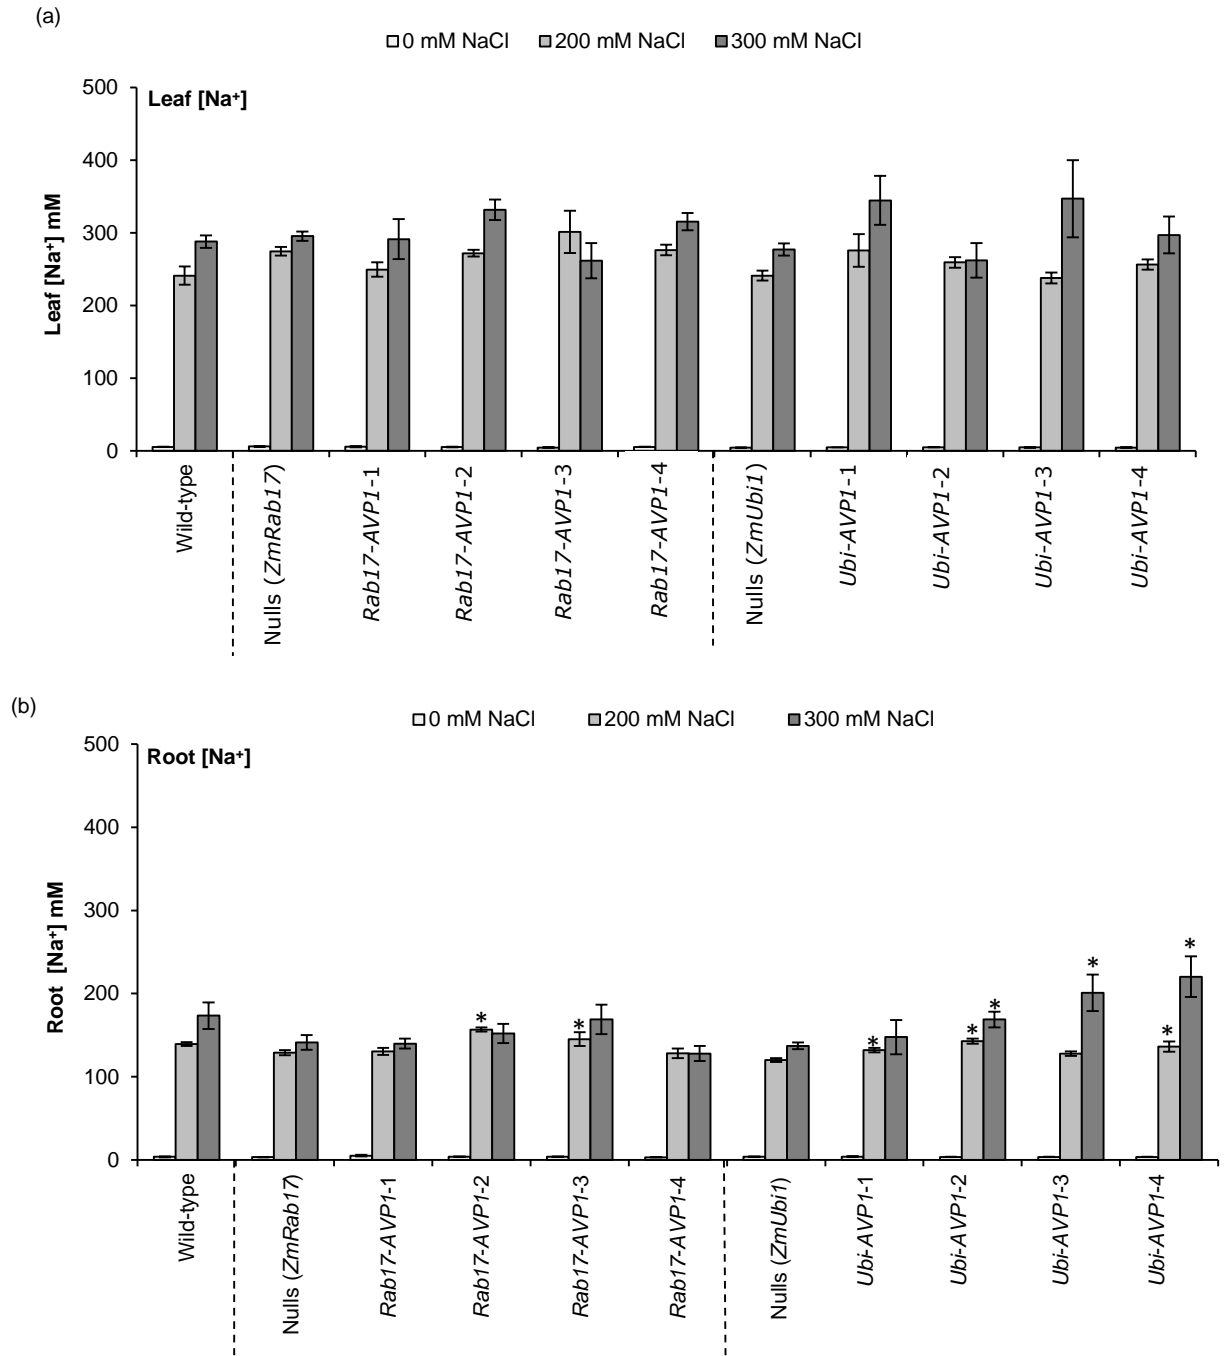 (a)
0 mM NaCl 200 mM NaCl 300 mM NaCl
Leaf [Na⁺]
Leaf [Na⁺] mM
500
400
300
200
100
0
Wild-type
Nulls (ZmRab17)
Rab17-AVP1-1
Rab17-AVP1-2
Rab17-AVP1-3
Rab17-AVP1-4
Nulls (ZmUbi1)
Ubi-AVP1-1
Ubi-AVP1-2
Ubi-AVP1-3
Ubi-AVP1-4
(b)
0 mM NaCl 200 mM NaCl 300 mM NaCl
Root [Na⁺]
Root [Na⁺] mM
500
400
300
200
100
0
* * * * * * * *
Wild-type
Nulls (ZmRab17)
Rab17-AVP1-1
Rab17-AVP1-2
Rab17-AVP1-3
Rab17-AVP1-4
Nulls (ZmUbi1)
Ubi-AVP1-1
Ubi-AVP1-2
Ubi-AVP1-3
Ubi-AVP1-4